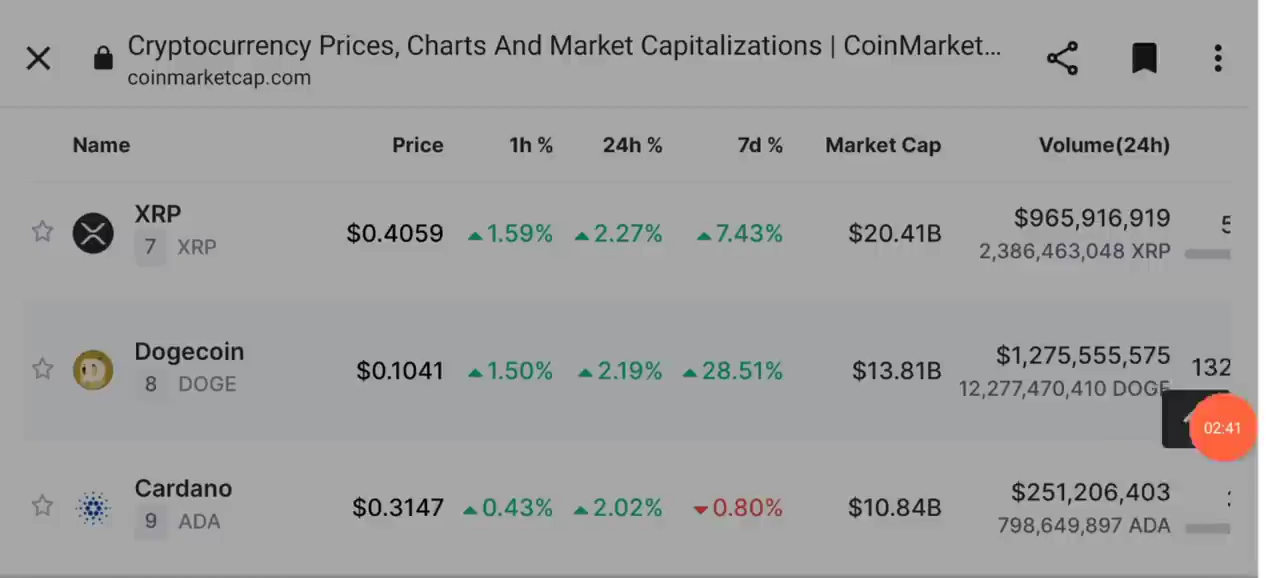 Cryptocurrency Prices, Charts And Market Capitalizations | CoinMarket...
coinmarketcap.com
Name Price 1h % 24h % 7d % Market Cap Volume(24h)
XRP
7 XRP
$0.4059 1.59% 2.27% 7.43% $20.41B
$965,916,919
2,386,463,048 XRP
5
Dogecoin
8 DOGE
$0.1041 1.50% 2.19% 28.51% $13.81B
$1,275,555,575
12,277,470,410 DOGE
132
02:41
Cardano
9 ADA
$0.3147 0.43% 2.02% 0.80% $10.84B
$251,206,403
798,649,897 ADA